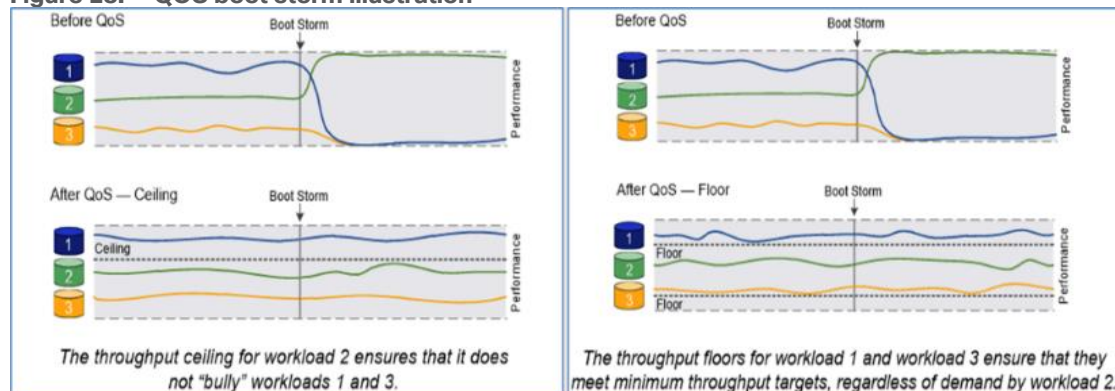 Figure 23. QoS boot storm illustration
Before QoS
Boot Storm
1
2
3
Performance
After QoS — Ceiling
Boot Storm
1
Ceiling
2
3
Performance
The throughput ceiling for workload 2 ensures that it does
not “bully” workloads 1 and 3.
Before QoS
Boot Storm
1
2
3
Performance
After QoS — Floor
Boot Storm
1
Floor
2
3
Floor
Performance
The throughput floors for workload 1 and workload 3 ensure that they
meet minimum throughput targets, regardless of demand by workload 2.